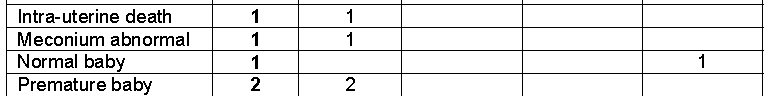 Intra-uterine death 1 1
Meconium abnormal 1 1
Normal baby 1 1
Premature baby 2 2